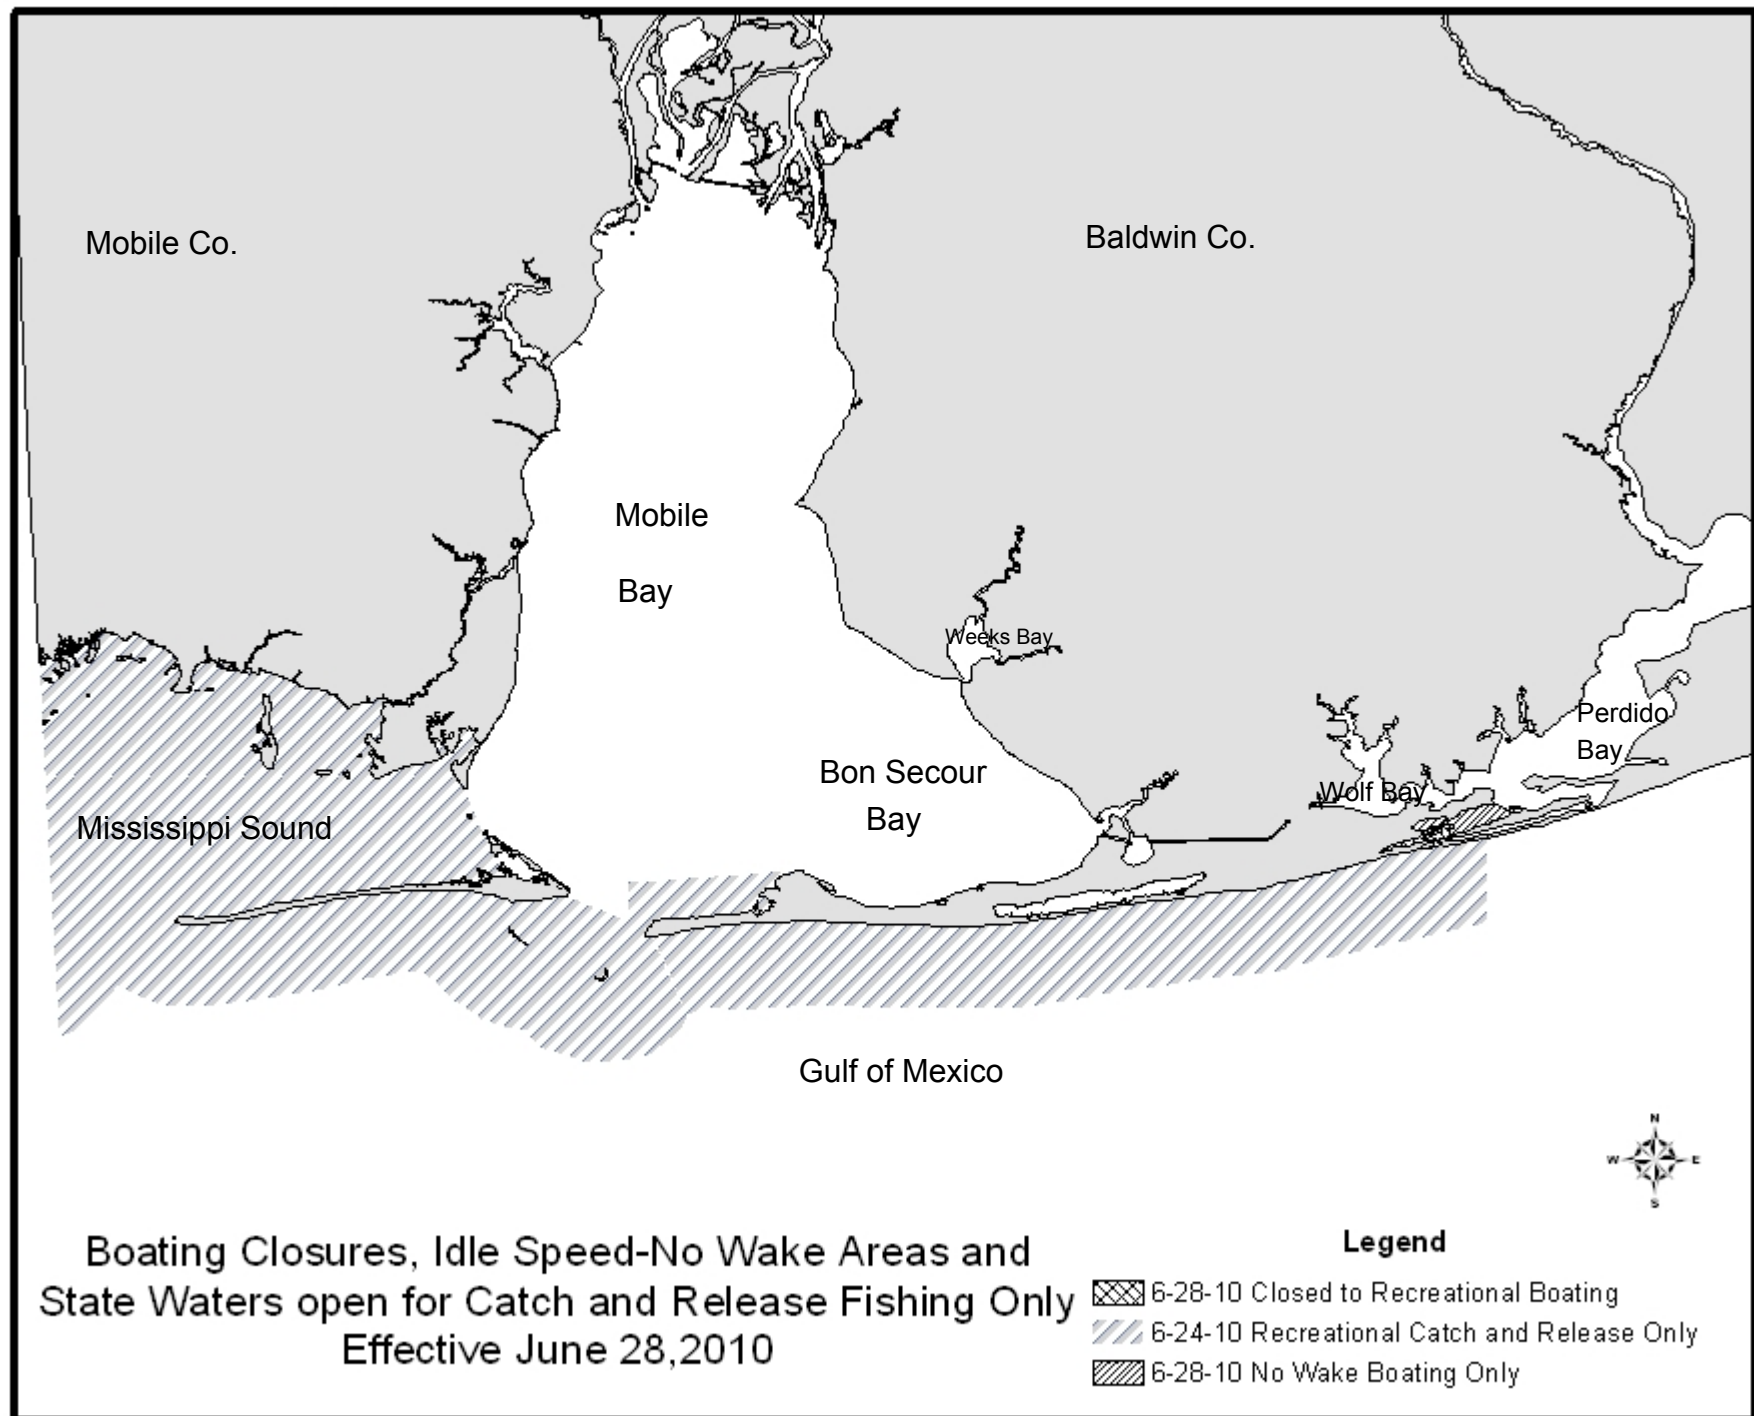 Mobile Co.
Baldwin Co.
Mobile
Bay
Weeks Bay
Perdido
Bay
Bon Secour
Bay
Wolf Bay
Mississippi Sound
Gulf of Mexico
N
W E
S
Boating Closures, Idle Speed-No Wake Areas and
State Waters open for Catch and Release Fishing Only
Effective June 28,2010
Legend
6-28-10 Closed to Recreational Boating
6-24-10 Recreational Catch and Release Only
6-28-10 No Wake Boating Only